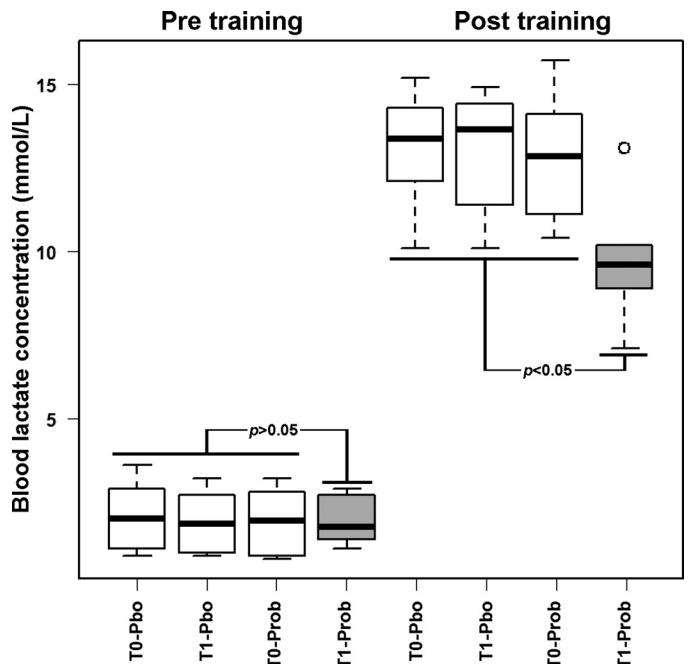 Pre training Post training
Blood lactate concentration (mmol/L)
15
10
5
p<0.05
p>0.05
T0-Pbo
T1-Pbo
T0-Prob
T1-Prob
T0-Pbo
T1-Pbo
T0-Prob
T1-Prob